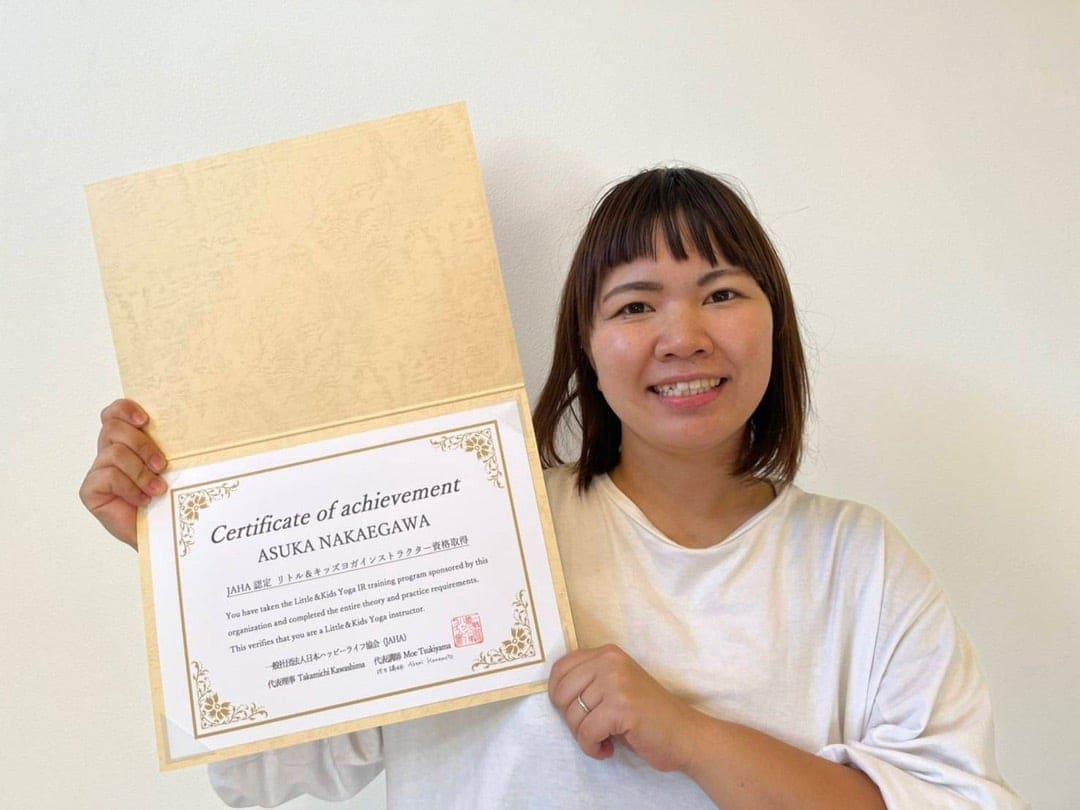 Certificate of achievement
ASUKA NAKAEGAWA
JAHA認定 リトル＆キッズヨガインストラクター資格取得
You have taken the Little＆Kids Yoga IR training program sponsored by this
organization and completed the entire theory and practice requirements.
This verifies that you are a Little＆Kids Yoga instructor.
一般社団法人日本ハッピーライフ協会（JAHA）
代表理事 Takamichi Kawashima 代表講師 Moe Tsukiyama